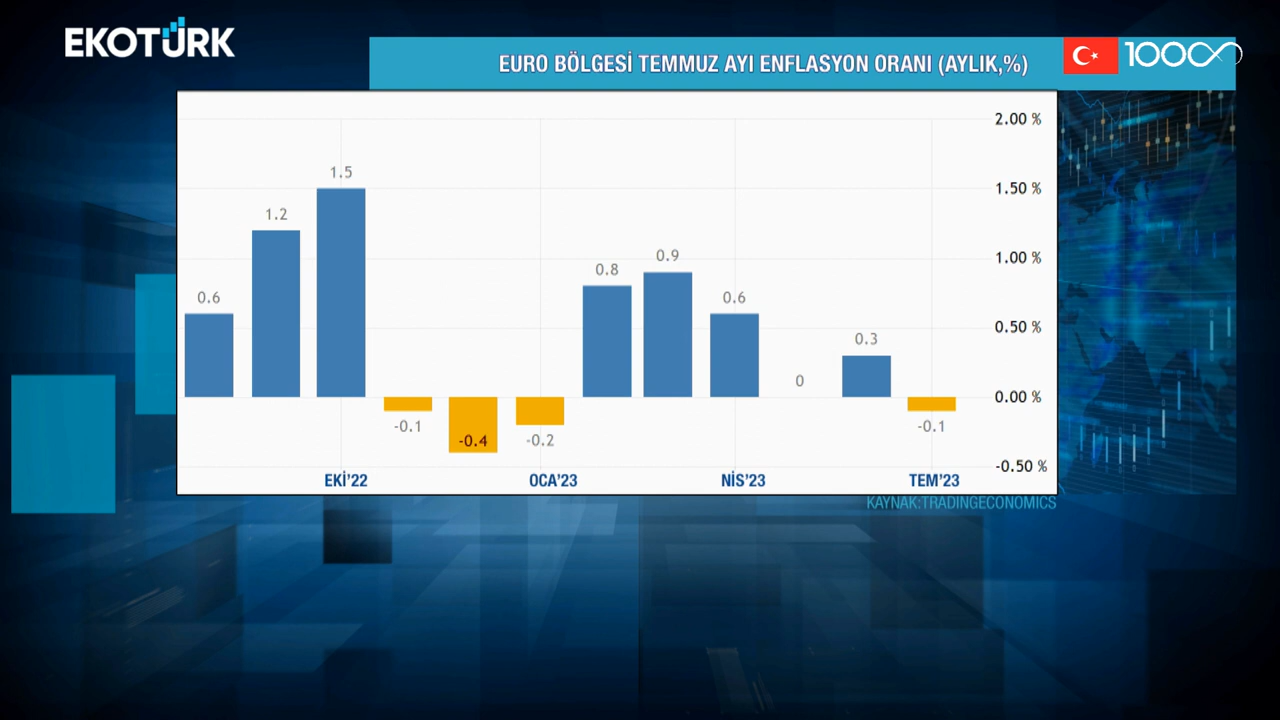 EKOTÜRK
EURO BÖLGESİ TEMMUZ AYI ENFLASYON ORANI (AYLIK,%)
100
2.00 %
1.5
1.50 %
1.2
1.00 %
0.9
0.8
0.6
0.6
0.50 %
0.3
0
0.00 %
-0.1
-0.4
-0.2
-0.1
-0.50 %
EKİ'22
OCA'23
NİS'23
TEM'23
KAYNAK:TRADINGECONOMICS